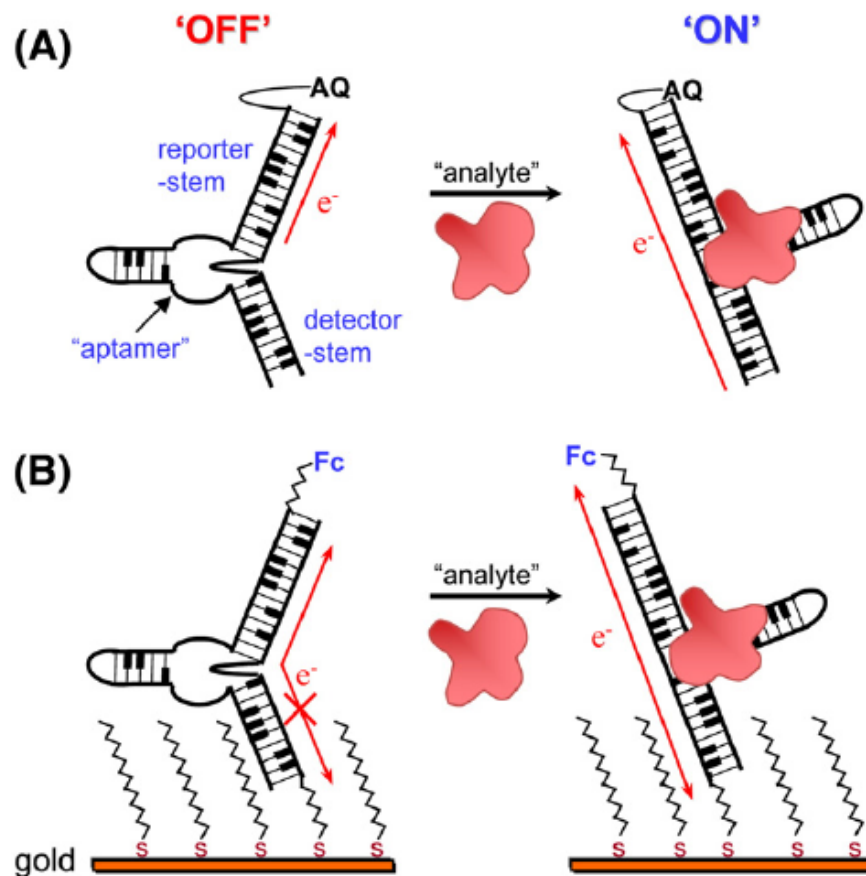 'OFF'
'ON'
(A)
AQ
AQ
reporter
-stem
e-
"analyte"
e-
"aptamer"
detector
-stem
(B)
Fc
Fc
"analyte"
e-
e-
S S S S S
S S S S S
gold